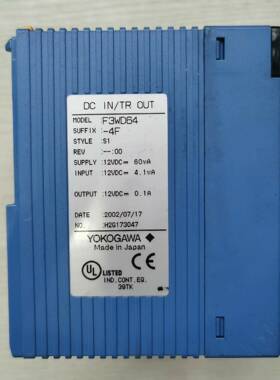 DC IN/TR OUT
MODEL :F3WD64
SUFFIX :-4F
STYLE :S1
REV :--:00
SUPPLY :12VDC⎓ 60mA
INPUT :12VDC⎓ 4.1mA
OUTPUT :12VDC⎓ 0.1A
DATE :2002/07/17
NO. :H2G173047
YOKOGAWA ◆
Made in Japan
UL LISTED CE
IND.CONT.EQ.
39TK